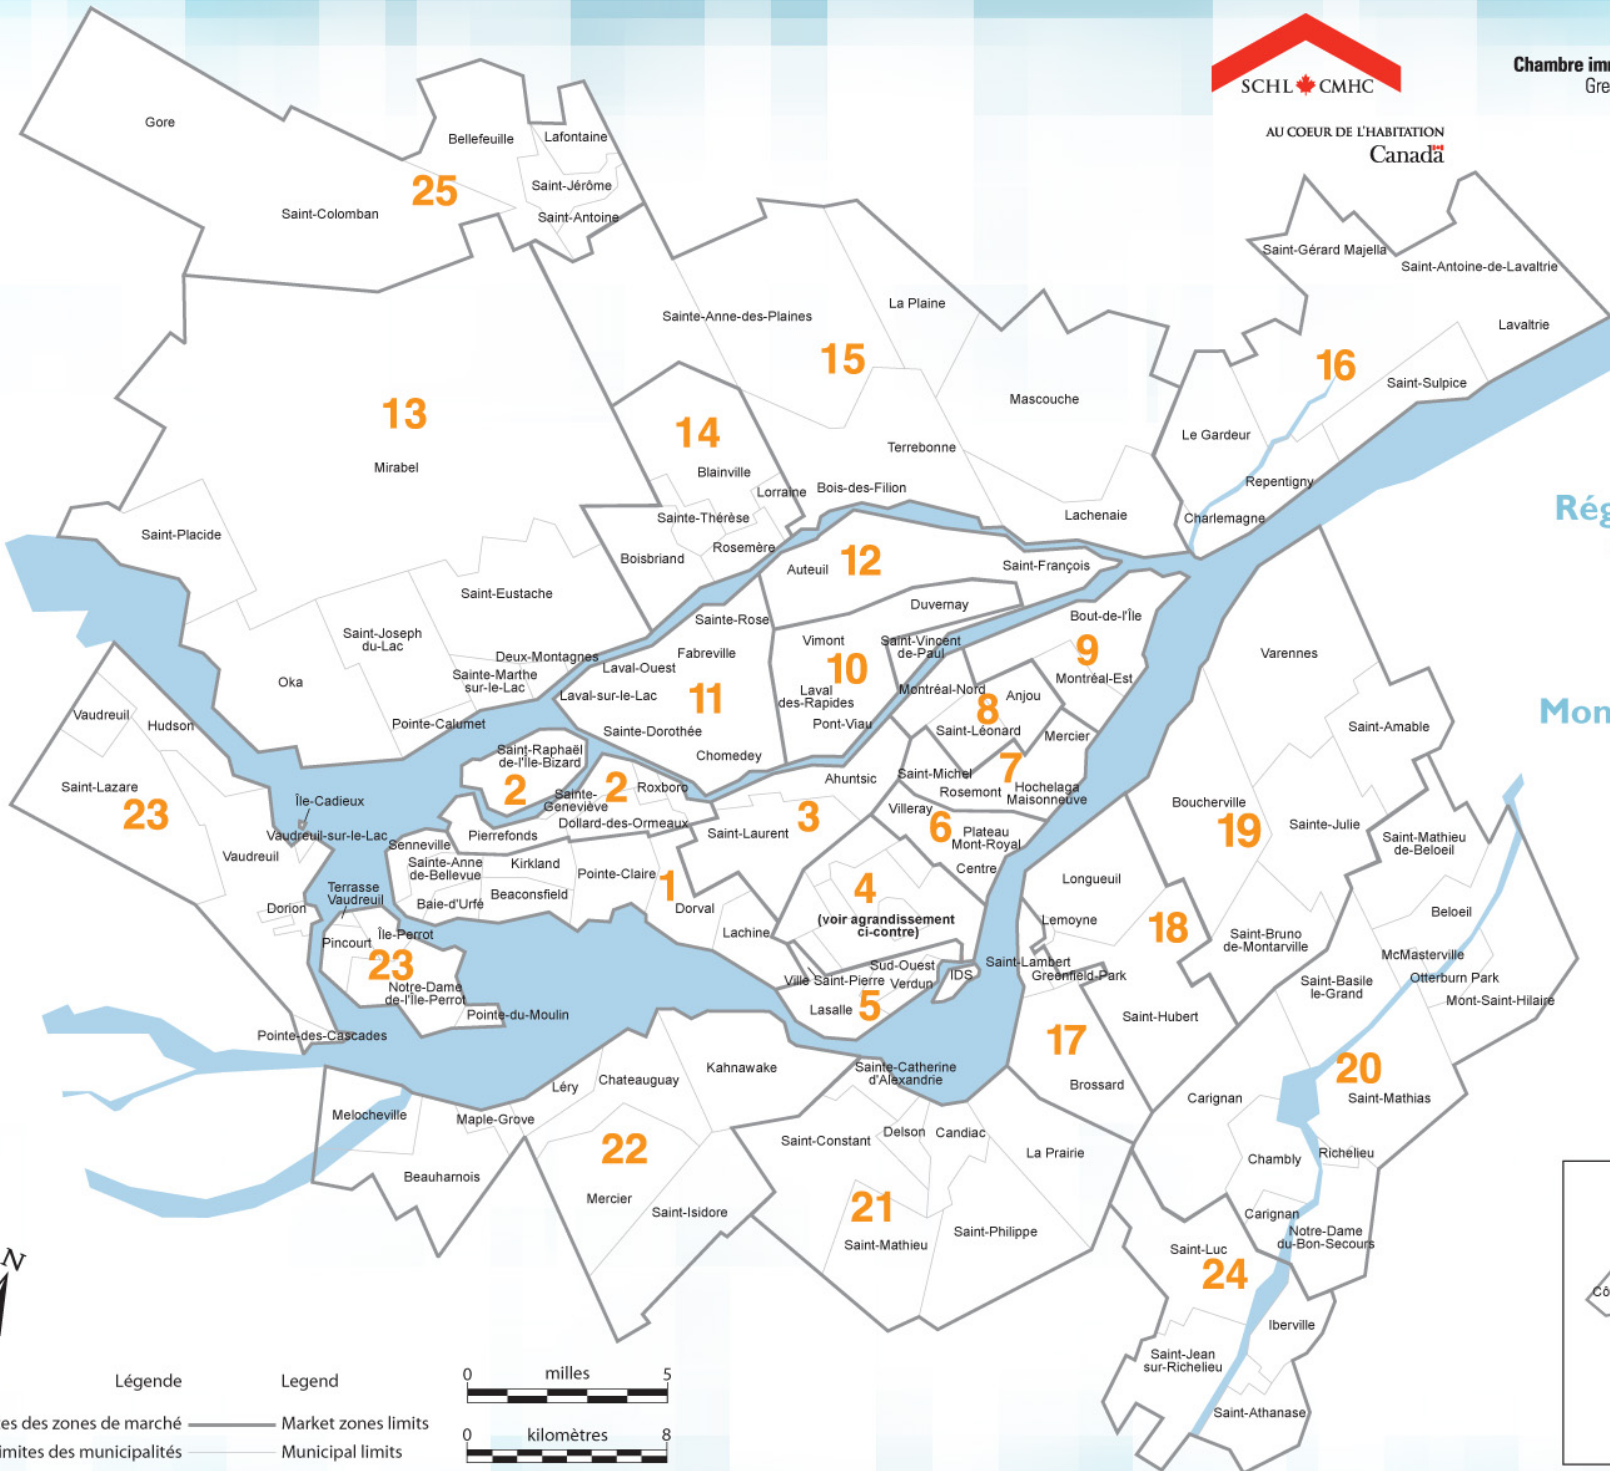 SCHL CMHC
AU COEUR DE L'HABITATION
Canada
Chambre imm
Gre
Rég
Mon
Gore
Bellefeuille
Lafontaine
Saint-Jérôme
25
Saint-Colomban
Saint-Antoine
Saint-Gérard Majella
Saint-Antoine-de-Lavaltrie
Lavaltrie
La Plaine
Sainte-Anne-des-Plaines
15
16
Saint-Sulpice
Mascouche
13
Mirabel
14
Blainville
Lorraine
Le Gardeur
Terrebonne
Repentigny
Bois-des-Filion
Lachenaie
Charlemagne
Sainte-Thérèse
Saint-Placide
Rosemère
Boisbriand
Auteuil
12
Saint-François
Saint-Eustache
Duvernay
Bout-de-l'Île
Sainte-Rose
Saint-Joseph
du-Lac
Vimont
Saint-Vincent
de-Paul
9
Varennes
Fabreville
Deux-Montagnes
Laval-Ouest
10
Montréal-Est
Oka
Sainte-Marthe
sur-le-Lac
Laval-sur-le-Lac
11
Laval
des-Rapides
Montréal-Nord
Anjou
8
Vaudreuil
Hudson
Pointe-Calumet
Sainte-Dorothée
Pont-Viau
Saint-Léonard
Mercier
Saint-Amable
Saint-Raphaël
de-l'Île-Bizard
Chomedey
2
Saint-Lazare
23
Île-Cadieux
Sainte-
Geneviève
2
Roxboro
Ahuntsic
Saint-Michel
7
Rosemont
Hochelaga
Maisonneuve
Boucherville
19
Sainte-Julie
Vaudreuil-sur-le-Lac
Pierrefonds
Dollard-des-Ormeaux
Saint-Laurent
3
Villeray
6
Plateau
Mont-Royal
Saint-Mathieu
de-Beloeil
Senneville
Vaudreuil
Sainte-Anne
de-Bellevue
Kirkland
Pointe-Claire
1
Centre
Longueuil
Terrasse
Vaudreuil
Baie-d'Urfé
Beaconsfield
Dorval
4
(voir agrandissement
ci-contre)
Dorion
Lachine
Lemoyne
18
Saint-Bruno
de-Montarville
Beloeil
Pincourt
Île-Perrot
23
McMasterville
Notre-Dame
de-l'Île-Perrot
Sud-Ouest
Ville Saint-Pierre
Verdun
IDS
Saint-Lambert
Greenfield-Park
Saint-Basile
le-Grand
Otterburn Park
Mont-Saint-Hilaire
Pointe-du-Moulin
Lasalle
5
Saint-Hubert
Pointe-des-Cascades
17
Kahnawake
Sainte-Catherine
d'Alexandrie
20
Léry
Chateauguay
Brossard
Carignan
Saint-Mathias
Melocheville
Maple-Grove
Saint-Constant
Delson
Candiac
La Prairie
Chambly
Richelieu
22
Beauharnois
Mercier
Saint-Isidore
21
Saint-Mathieu
Saint-Philippe
Carignan
Notre-Dame
du-Bon-Secours
Saint-Luc
24
Iberville
Saint-Jean
sur-Richelieu
Saint-Athanase
Cô
N
Légende Legend
tes des zones de marché Market zones limits
imites des municipalités Municipal limits
0 milles 5
0 kilomètres 8